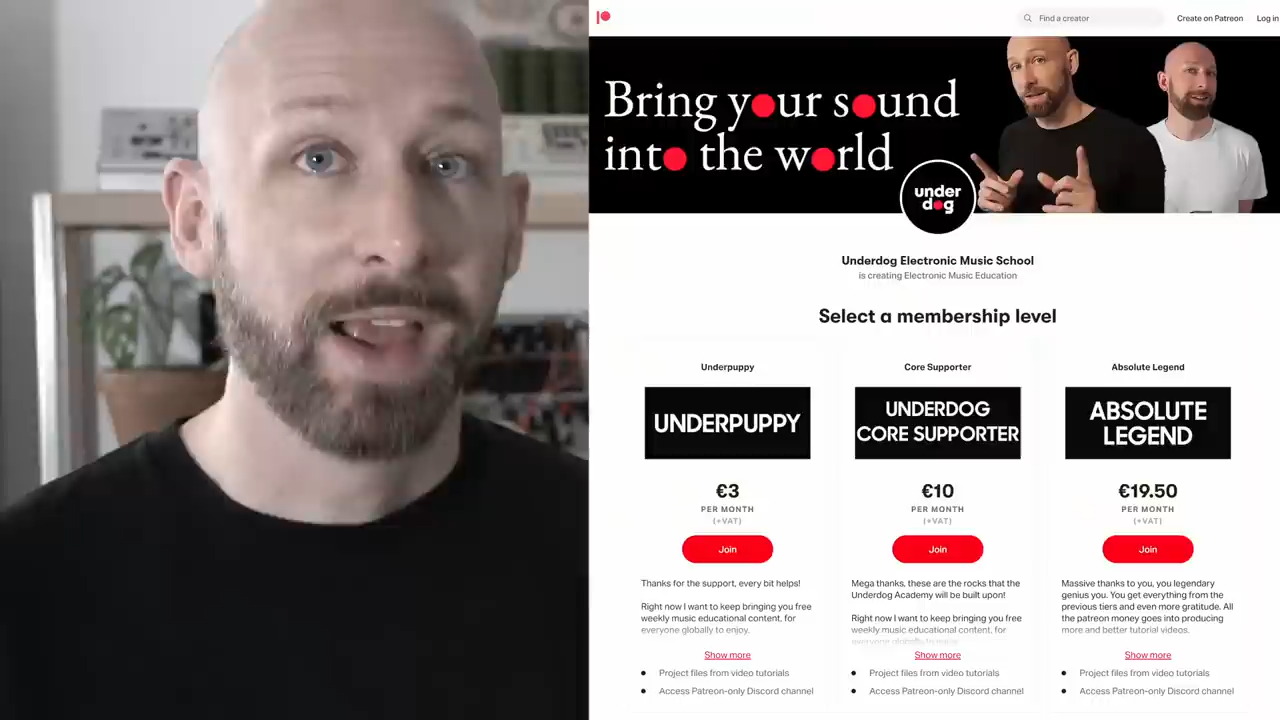 Find a creator
Create on Patreon
Log in
Bring your sound
into the world
under
dog
Underdog Electronic Music School
is creating Electronic Music Education
Select a membership level
Underpuppy
UNDERPUPPY
€3
PER MONTH
(+VAT)
Join
Thanks for the support, every bit helps!
Right now I want to keep bringing you free
weekly music educational content, for
everyone globally to enjoy.
Show more
Project files from video tutorials
Access Patreon-only Discord channel
Core Supporter
UNDERDOG
CORE SUPPORTER
€10
PER MONTH
(+VAT)
Join
Mega thanks, these are the rocks that the
Underdog Academy will be built upon!
Right now I want to keep bringing you free
weekly music educational content, for
everyone globally to
Show more
Project files from video tutorials
Access Patreon-only Discord channel
Absolute Legend
ABSOLUTE
LEGEND
€19.50
PER MONTH
(+VAT)
Join
Massive thanks to you, you legendary
genius you. You get everything from the
previous tiers and even more gratitude. All
the patreon money goes into producing
more and better tutorial videos.
Show more
Project files from video tutorials
Access Patreon-only Discord channel